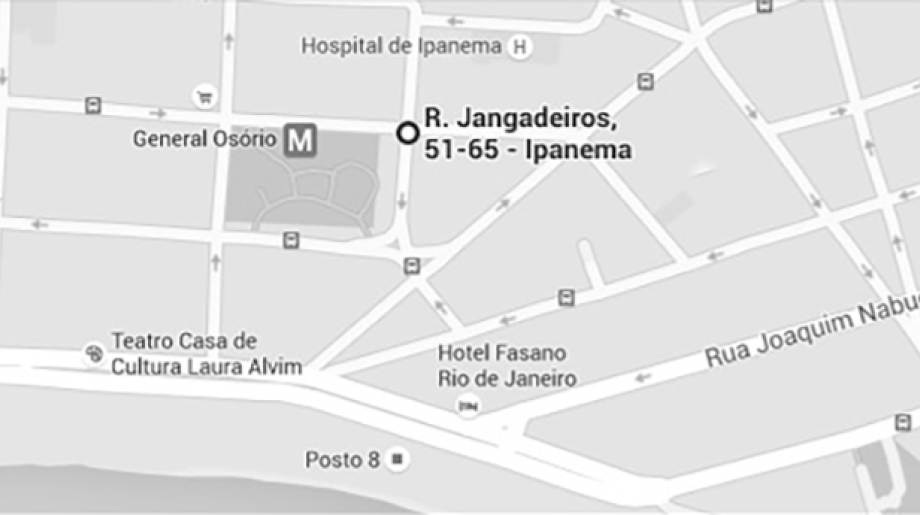 Hospital de Ipanema H
R. Jangadeiros,
51-65 - Ipanema
General Osório M
Teatro Casa de
Cultura Laura Alvim
Hotel Fasano
Rio de Janeiro
Rua Joaquim Nabu
Posto 8